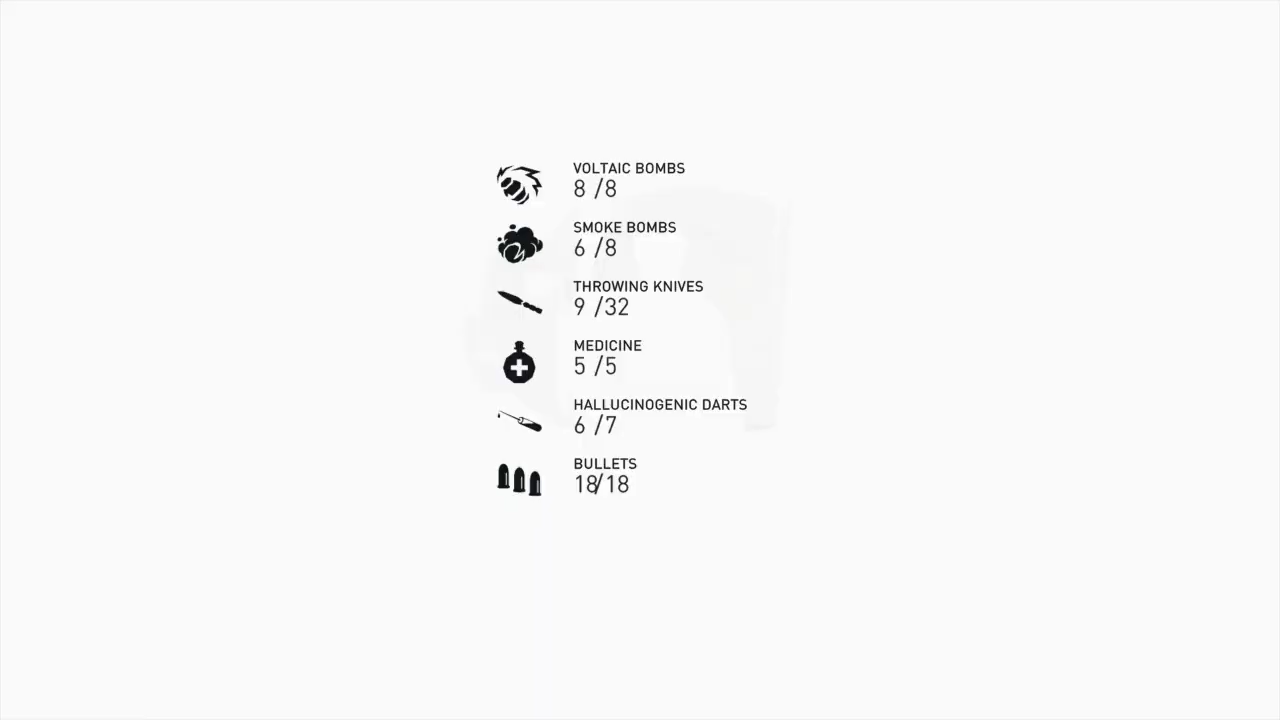 VOLTAIC BOMBS
8 /8
SMOKE BOMBS
6 /8
THROWING KNIVES
9 /32
MEDICINE
5 /5
HALLUCINOGENIC DARTS
6 /7
BULLETS
18/18